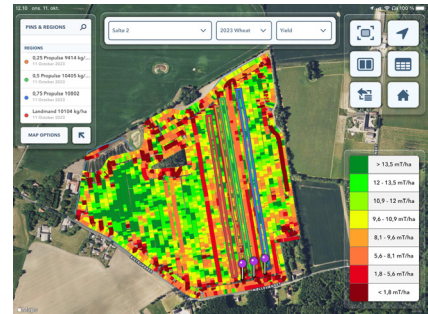 12.10 ons. 11. okt.
100 %
PINS & REGIONS
Salte 2
2023 Wheat
Yield
REGIONS
0,25 Propulse 9414 kg/...
11 October 2023
0,5 Propulse 10405 kg/...
11 October 2023
0,75 Propulse 10802
11 October 2023
Landmand 10104 kg/ha
11 October 2023
MAP OPTIONS
> 13,5 mT/ha
12 - 13,5 mT/ha
10,9 - 12 mT/ha
9,6 - 10,9 mT/ha
8,1 - 9,6 mT/ha
5,6 - 8,1 mT/ha
1,8 - 5,6 mT/ha
< 1,8 mT/ha